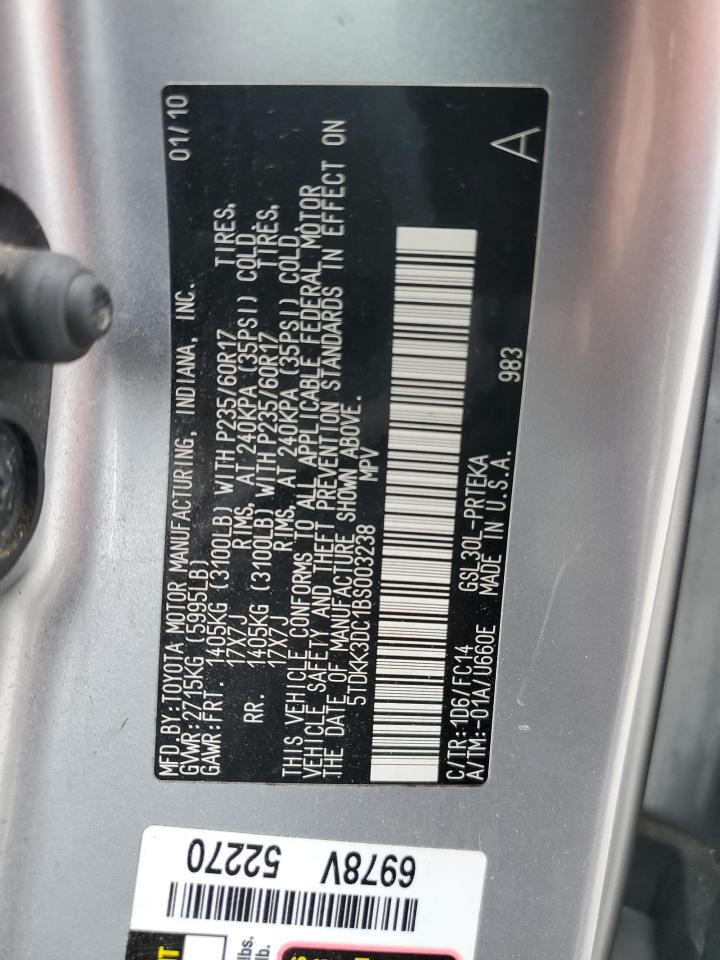 MFD.BY:TOYOTA MOTOR MANUFACTURING, INDIANA, INC. 01/10
GVWR:2715KG (5995LB)
GAWR:FRT. 1405KG (3100LB) WITH P235/60R17 TIRES,
17X7J RIMS, AT 240KPA (35PSI) COLD.
RR. 1405KG (3100LB) WITH P235/60R17 TIRES,
17X7J RIMS, AT 240KPA (35PSI) COLD.
THIS VEHICLE CONFORMS TO ALL APPLICABLE FEDERAL MOTOR
VEHICLE SAFETY AND THEFT PREVENTION STANDARDS IN EFFECT ON
THE DATE OF MANUFACTURE SHOWN ABOVE.
5TDKK3DC1BS003238 MPV
C/TR:1D6/FC14 GSL30L-PRTEKA 983
A/TM:-01A/U660E MADE IN U.S.A.
A
6978V 52270
lbs.
lb.